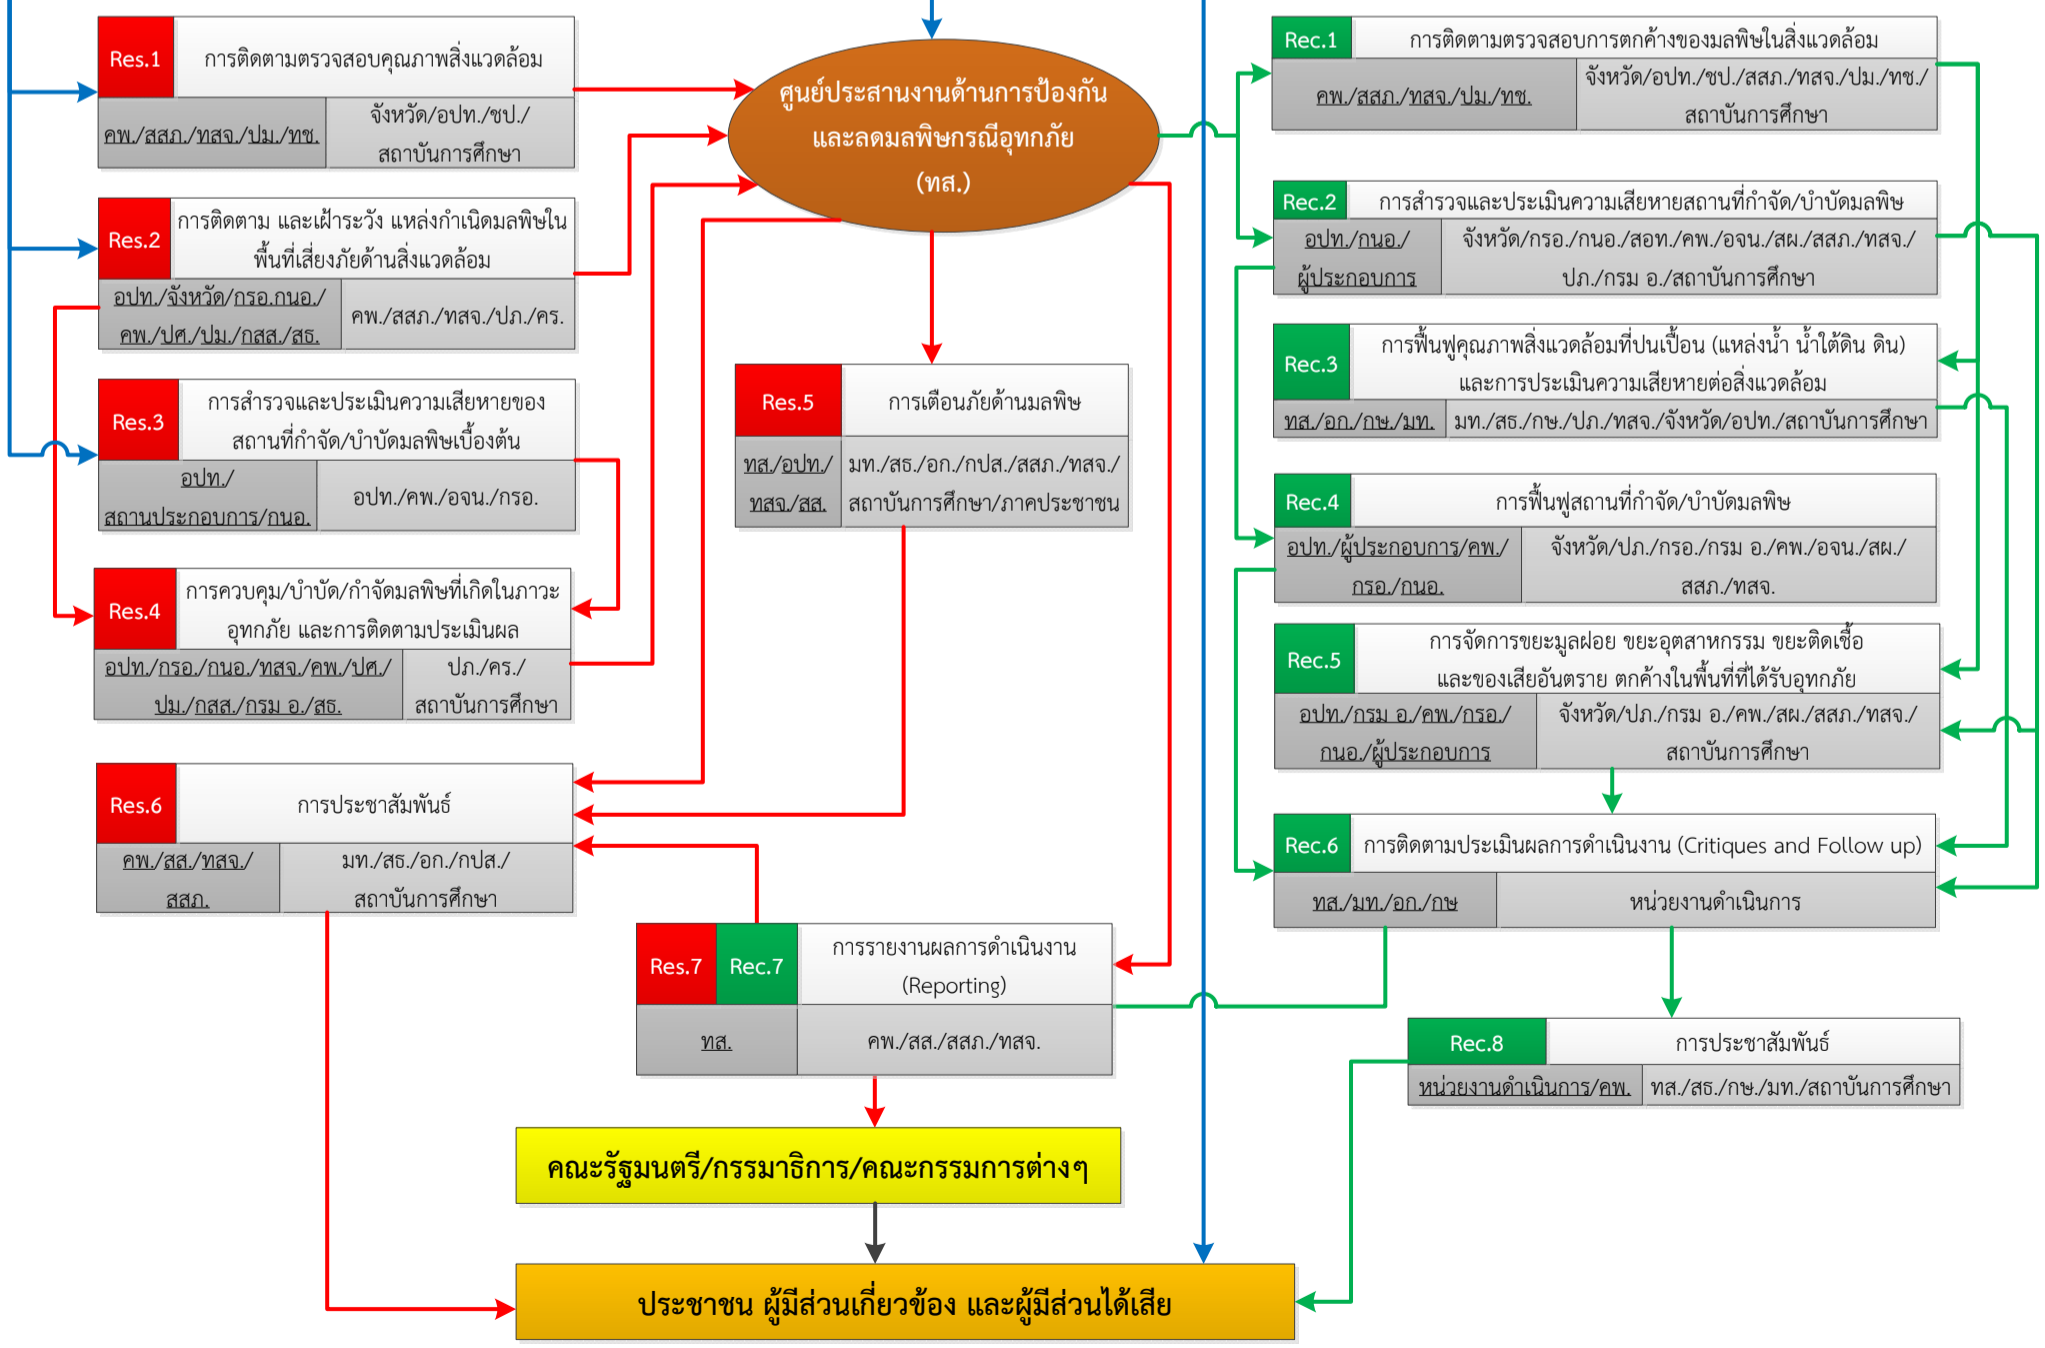 Res.1
การติดตามตรวจสอบคุณภาพสิ่งแวดล้อม
คพ./สสภ./ทสจ./ปม./ทช.
จังหวัด/อปท./ชป./
สถาบันการศึกษา
Res.2
การติดตาม และเฝ้าระวัง แหล่งกำเนิดมลพิษใน
พื้นที่เสี่ยงภัยด้านสิ่งแวดล้อม
อปท./จังหวัด/กรอ.กนอ./
คพ./ปศ./ปม./กสส./สธ.
คพ./สสภ./ทสจ./ปภ./คร.
Res.3
การสำรวจและประเมินความเสียหายของ
สถานที่กำจัด/บำบัดมลพิษเบื้องต้น
อปท./
สถานประกอบการ/กนอ.
อปท./คพ./อจน./กรอ.
Res.4
การควบคุม/บำบัด/กำจัดมลพิษที่เกิดในภาวะ
อุทกภัย และการติดตามประเมินผล
อปท./กรอ./กนอ./ทสจ./คพ./ปศ./
ปม./กสส./กรม อ./สธ.
ปภ./คร./
สถาบันการศึกษา
Res.6
การประชาสัมพันธ์
คพ./สส./ทสจ./
สสภ.
มท./สธ./อก./กปส./
สถาบันการศึกษา
ศูนย์ประสานงานด้านการป้องกัน
และลดมลพิษกรณีอุทกภัย
(ทส.)
Res.5
การเตือนภัยด้านมลพิษ
ทส./อปท./
ทสจ./สส.
มท./สธ./อก./กปส./สสภ./ทสจ./
สถาบันการศึกษา/ภาคประชาชน
Res.7
Rec.7
การรายงานผลการดำเนินงาน
(Reporting)
ทส.
คพ./สส./สสภ./ทสจ.
คณะรัฐมนตรี/กรรมาธิการ/คณะกรรมการต่างๆ
ประชาชน ผู้มีส่วนเกี่ยวข้อง และผู้มีส่วนได้เสีย
Rec.1
การติดตามตรวจสอบการตกค้างของมลพิษในสิ่งแวดล้อม
คพ./สสภ./ทสจ./ปม./ทช.
จังหวัด/อปท./ชป./สสภ./ทสจ./ปม./ทช./
สถาบันการศึกษา
Rec.2
การสำรวจและประเมินความเสียหายสถานที่กำจัด/บำบัดมลพิษ
อปท./กนอ./
ผู้ประกอบการ
จังหวัด/กรอ./กนอ./สอท./คพ./อจน./สผ./สสภ./ทสจ./
ปภ./กรม อ./สถาบันการศึกษา
Rec.3
การฟื้นฟูคุณภาพสิ่งแวดล้อมที่ปนเปื้อน (แหล่งน้ำ น้ำใต้ดิน ดิน)
และการประเมินความเสียหายต่อสิ่งแวดล้อม
ทส./อก./กษ./มท.
มท./สธ./กษ./ปภ./ทสจ./จังหวัด/อปท./สถาบันการศึกษา
Rec.4
การฟื้นฟูสถานที่กำจัด/บำบัดมลพิษ
อปท./ผู้ประกอบการ/คพ./
กรอ./กนอ.
จังหวัด/ปภ./กรอ./กรม อ./คพ./อจน./สผ./
สสภ./ทสจ.
Rec.5
การจัดการขยะมูลฝอย ขยะอุตสาหกรรม ขยะติดเชื้อ
และของเสียอันตราย ตกค้างในพื้นที่ที่ได้รับอุทกภัย
อปท./กรม อ./คพ./กรอ./
กนอ./ผู้ประกอบการ
จังหวัด/ปภ./กรม อ./คพ./สผ./สสภ./ทสจ./
สถาบันการศึกษา
Rec.6
การติดตามประเมินผลการดำเนินงาน (Critiques and Follow up)
ทส./มท./อก./กษ
หน่วยงานดำเนินการ
Rec.8
การประชาสัมพันธ์
หน่วยงานดำเนินการ/คพ.
ทส./สธ./กษ./มท./สถาบันการศึกษา